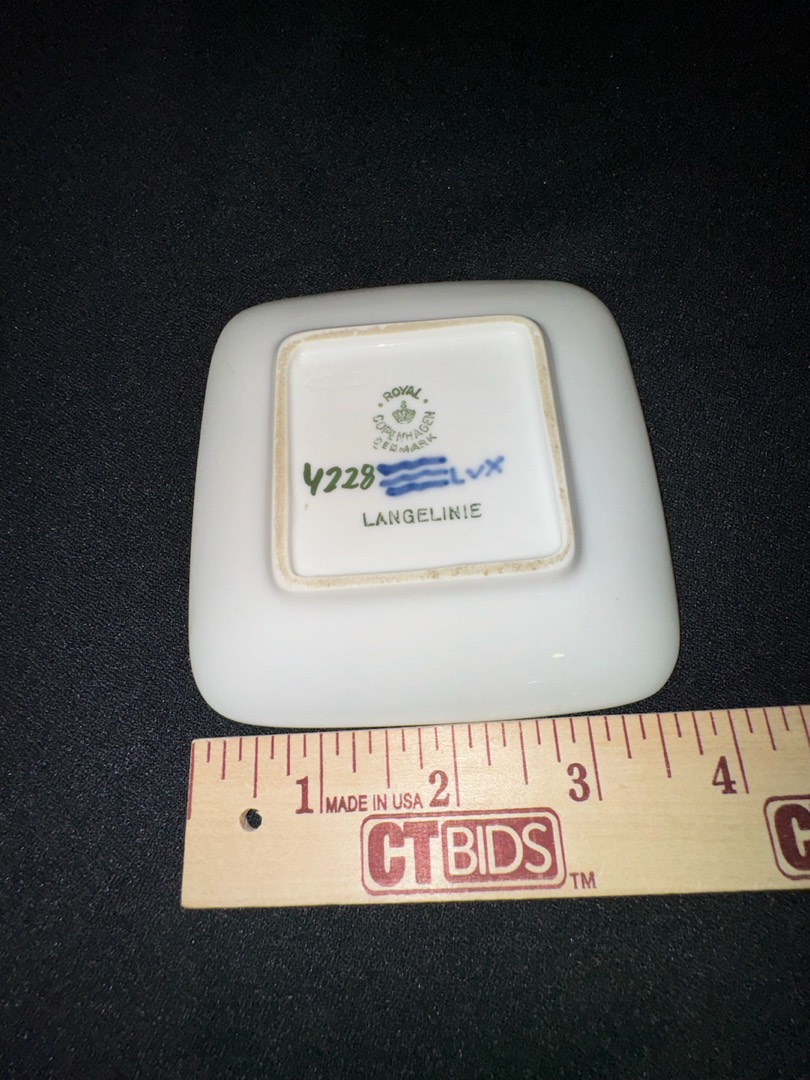 ROYAL
COPENHAGEN
DENMARK
4228 LVX
LANGELINIE
1 MADE IN USA 2 3 4
CTBIDS TM
C